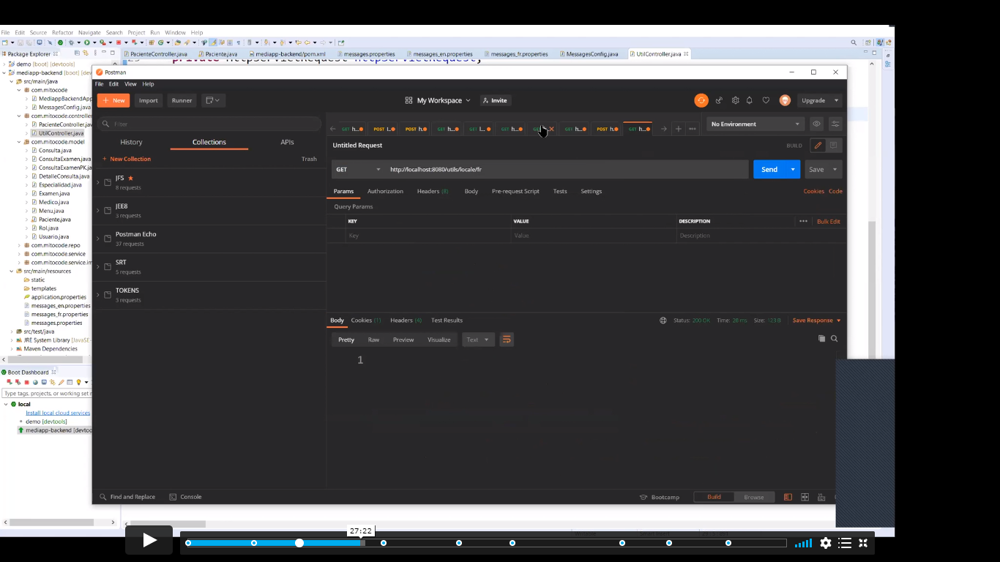 File Edit Source Refactor Navigate Search Project Run Window Help
Package Explorer
PacienteController.java
Paciente.java
mediapp-backend/pom.xml
messages.properties
messages_en.properties
messages_fr.properties
MessagesConfig.java
UtilController.java
private HttpServletRequest httpServletRequest;
demo [boot] [devtools]
mediapp-backend [boot]
src/main/java
com.mitocode
MediappBackendApp
MessagesConfig.java
com.mitocode.controller
PacienteController.java
UtilController.java
com.mitocode.model
Consulta.java
ConsultaExamen.java
ConsultaExamenPK.java
DetalleConsulta.java
Especialidad.java
Examen.java
Medico.java
Menu.java
Paciente.java
Rol.java
Usuario.java
com.mitocode.repo
com.mitocode.service
com.mitocode.service.im
src/main/resources
static
templates
application.properties
messages_en.properties
messages_fr.properties
messages.properties
src/test/java
JRE System Library [JavaSE-
Maven Dependencies
Boot Dashboard
Type tags, projects, or working set
local
Install local cloud services
demo [devtools]
mediapp-backend [devtoo
Postman
File Edit View Help
New
Import
Runner
My Workspace
Invite
Upgrade
Filter
History
Collections
APIs
New Collection
Trash
JFS
8 requests
JEE8
3 requests
Postman Echo
37 requests
SRT
5 requests
TOKENS
3 requests
GET h...
POST l...
POST h.
GET h...
GET l...
GET h...
GET
GET h...
POST h.
GET h...
No Environment
Untitled Request
BUILD
GET
http://localhost:8080/utils/locale/fr
Send
Save
Params
Authorization
Headers (8)
Body
Pre-request Script
Tests
Settings
Cookies
Code
Query Params
KEY
VALUE
DESCRIPTION
Bulk Edit
Key
Value
Description
Body
Cookies (1)
Headers (4)
Test Results
Status: 200 OK
Time: 28 ms
Size: 123 B
Save Response
Pretty
Raw
Preview
Visualize
Text
1
Find and Replace
Console
Bootcamp
Build
Browse
27:22